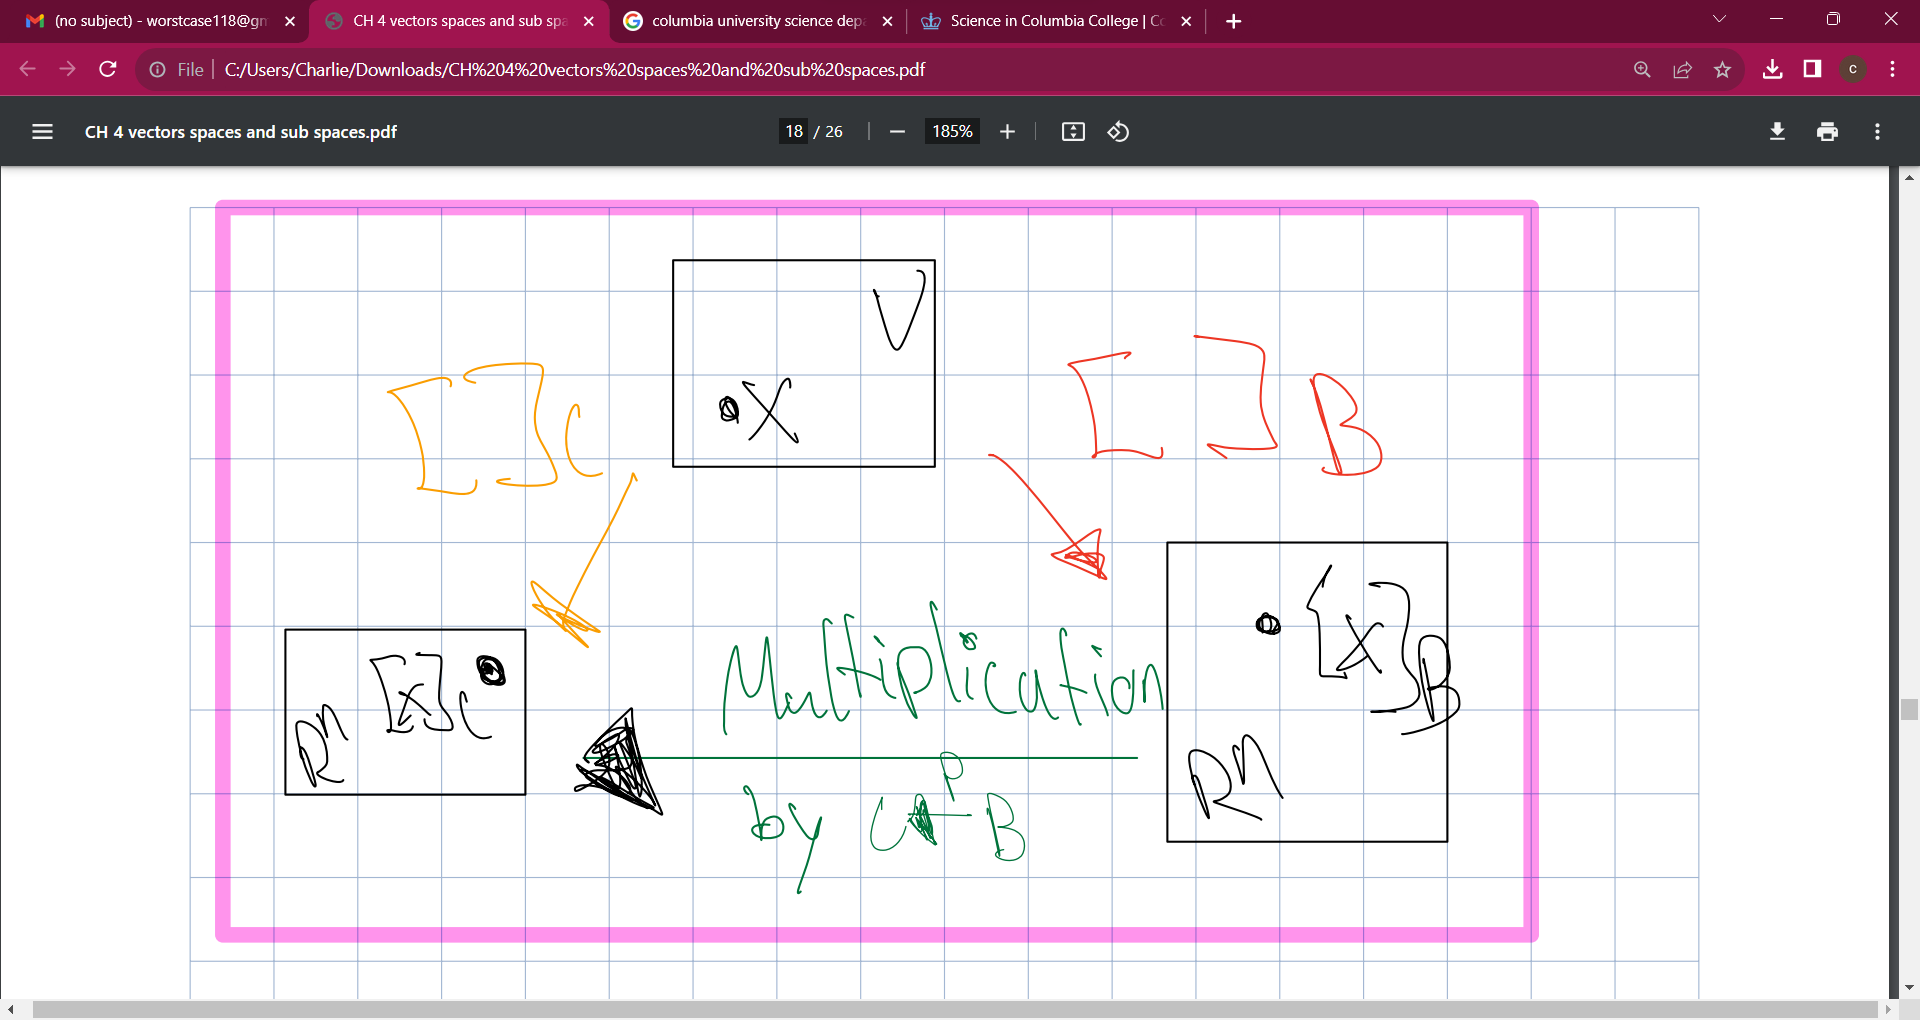 (no subject) - worstcase118@gm
CH 4 vectors spaces and sub spa
columbia university science depa
Science in Columbia College | Co
File
C:/Users/Charlie/Downloads/CH%204%20vectors%20spaces%20and%20sub%20spaces.pdf
C
CH 4 vectors spaces and sub spaces.pdf
18 / 26
185%
V
[ ]C
•X
[ ]B
•[X]B
Rn
[X]C •
Rn
Multiplication
by C←B
P